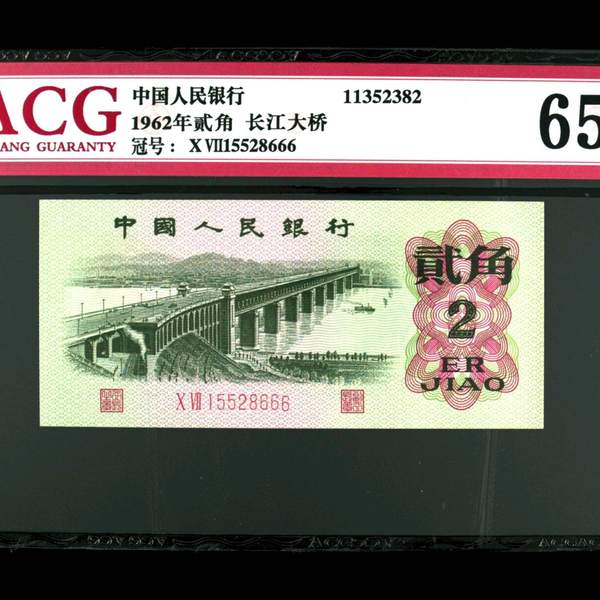 ACG
中国人民银行 11352382 65
1962年贰角 长江大桥
ANG GUARANTY
冠号: X VII15528666
中國人民銀行
貳角
2
ER
JIAO
X VII 15528666